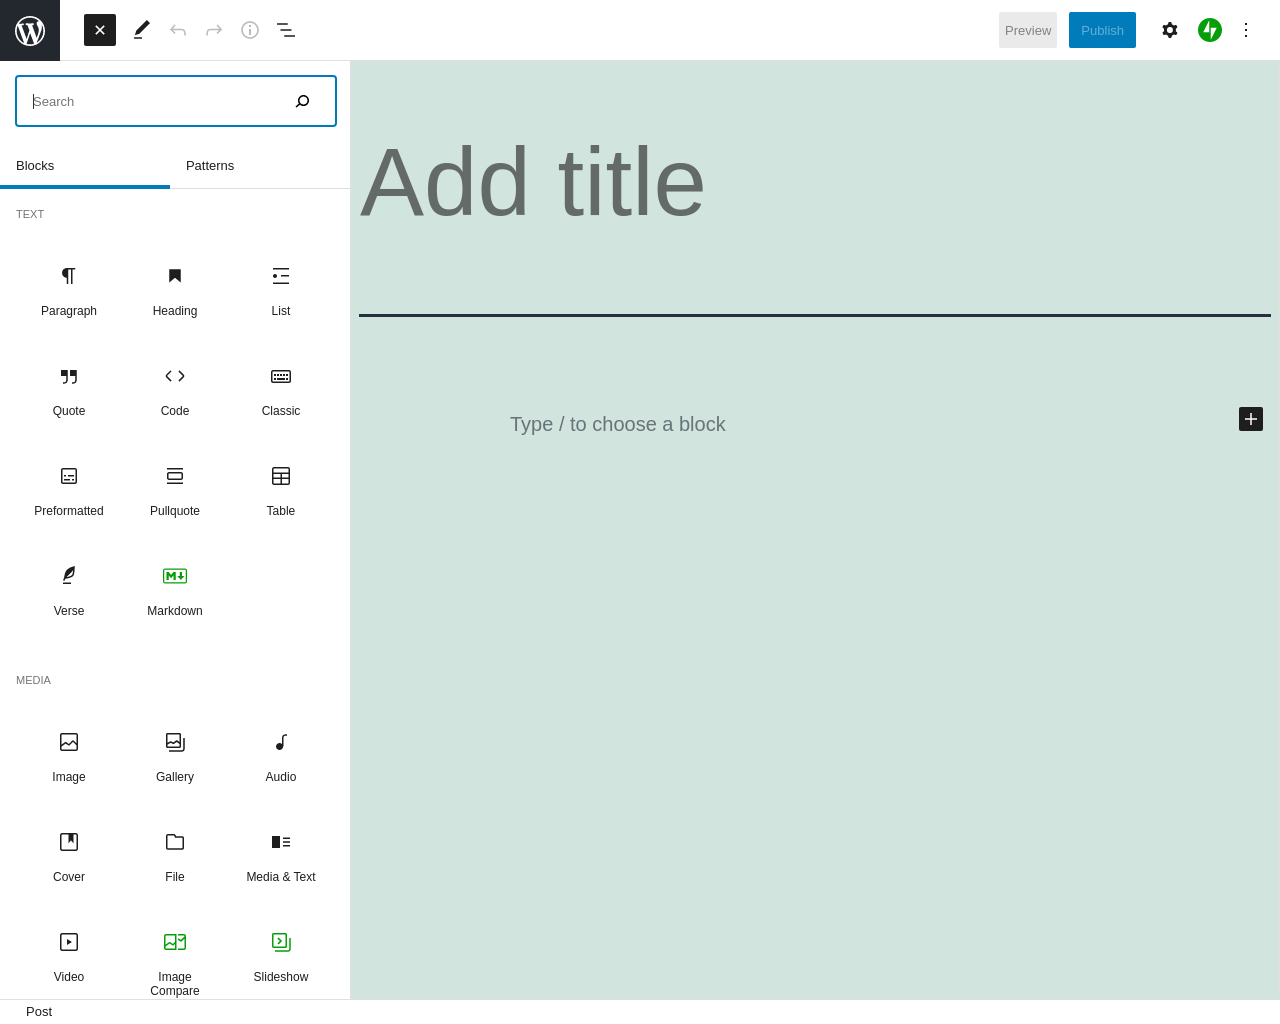 Preview
Publish
Search
Blocks
Patterns
TEXT
Paragraph
Heading
List
Quote
Code
Classic
Preformatted
Pullquote
Table
Verse
Markdown
MEDIA
Image
Gallery
Audio
Cover
File
Media & Text
Video
Image
Compare
Slideshow
Add title
Type / to choose a block
Post